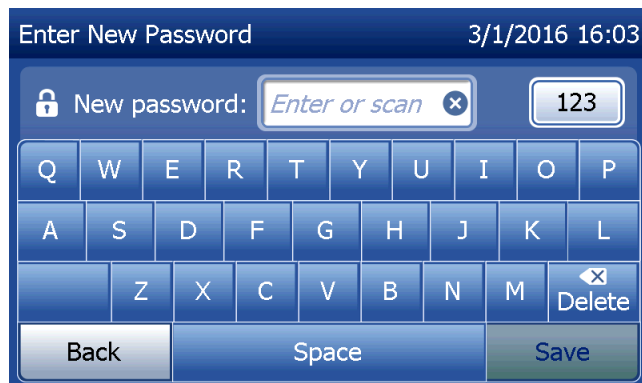 Enter New Password 3/1/2016 16:03
New password: Enter or scan 123
Q W E R T Y U I O P
A S D F G H J K L
Z X C V B N M Delete
Back Space Save